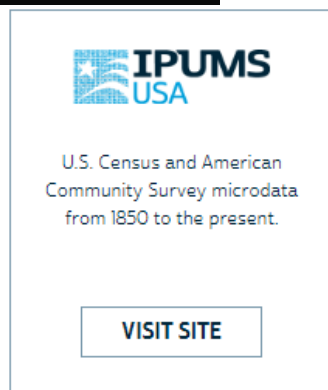 IPUMS
USA
U.S. Census and American
Community Survey microdata
from 1850 to the present.
VISIT SITE